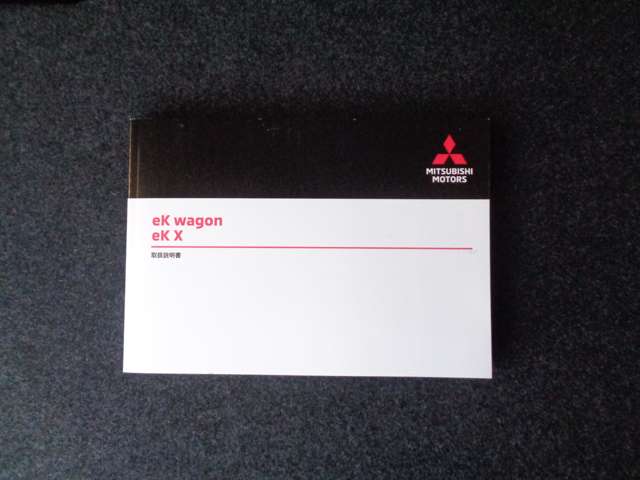 MITSUBISHI
MOTORS
eK wagon
eK X
取扱説明書